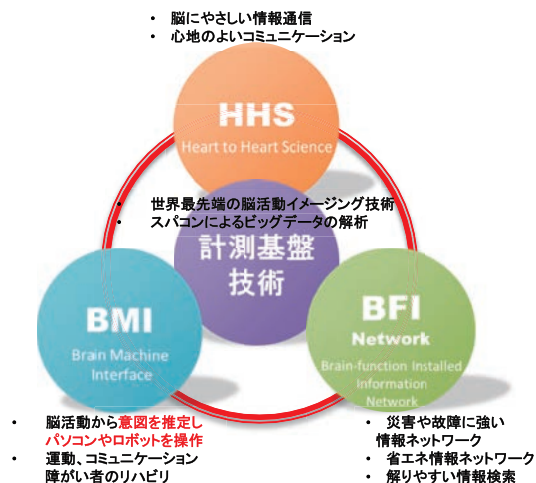 • 脳にやさしい情報通信
• 心地のよいコミュニケーション
HHS
Heart to Heart Science
• 世界最先端の脳活動イメージング技術
• スパコンによるビッグデータの解析
計測基盤
技術
BMI
Brain Machine
Interface
BFI
Network
Brain-function Installed
Information
Network
• 脳活動から意図を推定し
パソコンやロボットを操作
• 運動、コミュニケーション
障がい者のリハビリ
• 災害や故障に強い
情報ネットワーク
• 省エネ情報ネットワーク
• 解りやすい情報検索